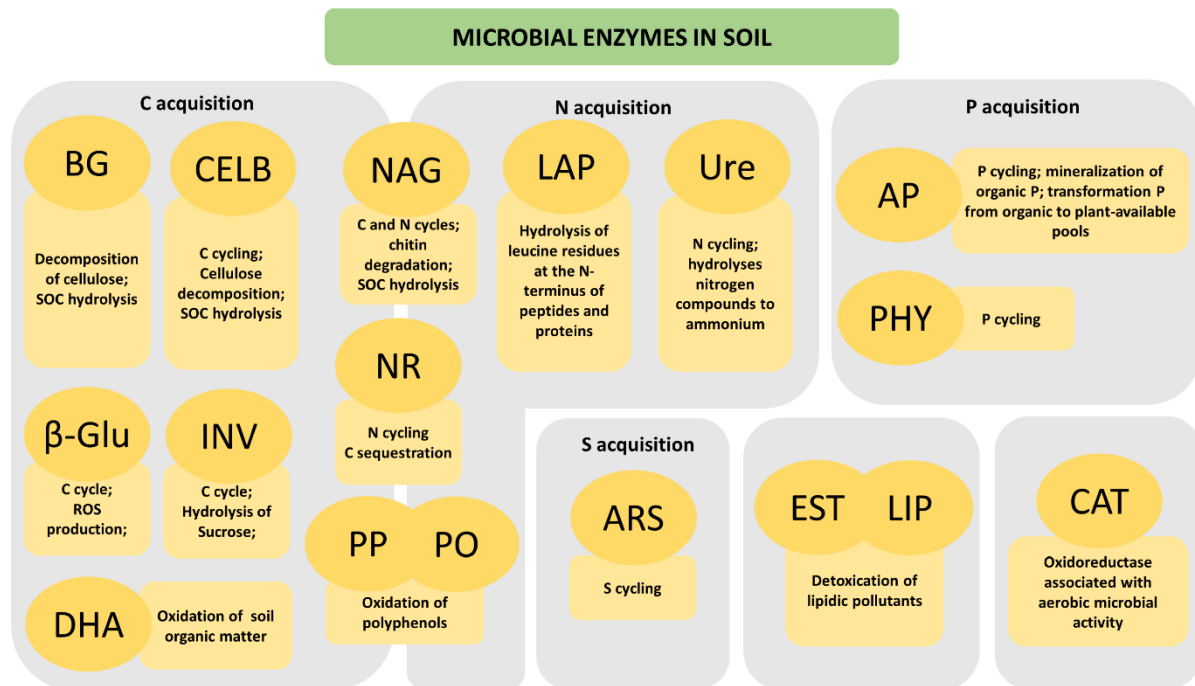 MICROBIAL ENZYMES IN SOIL
C acquisition
BG
Decomposition
of cellulose;
SOC hydrolysis
CELB
C cycling;
Cellulose
decomposition;
SOC hydrolysis
β-Glu
C cycle;
ROS
production;
INV
C cycle;
Hydrolysis of
Sucrose;
DHA
Oxidation of soil
organic matter
NAG
C and N cycles;
chitin
degradation;
SOC hydrolysis
NR
N cycling
C sequestration
PP
PO
Oxidation of
polyphenols
N acquisition
LAP
Hydrolysis of
leucine residues
at the N-
terminus of
peptides and
proteins
Ure
N cycling;
hydrolyses
nitrogen
compounds to
ammonium
P acquisition
AP
P cycling; mineralization of
organic P; transformation P
from organic to plant-available
pools
PHY
P cycling
S acquisition
ARS
S cycling
EST
LIP
Detoxication of
lipidic pollutants
CAT
Oxidoreductase
associated with
aerobic microbial
activity